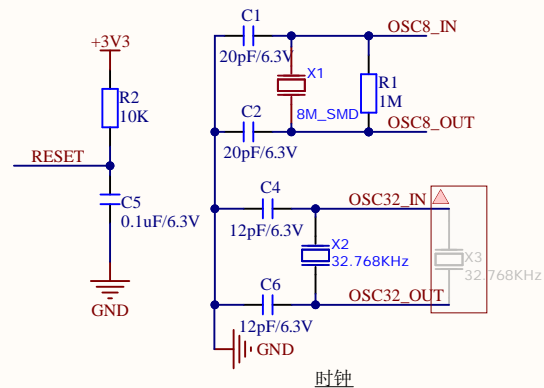 +3V3
R2
10K
RESET
C5
0.1uF/6.3V
GND
C1
20pF/6.3V
OSC8_IN
X1
8M_SMD
R1
1M
C2
20pF/6.3V
OSC8_OUT
C4
12pF/6.3V
OSC32_IN
X2
32.768KHz
X3
32.768KHz
C6
12pF/6.3V
OSC32_OUT
GND
时钟